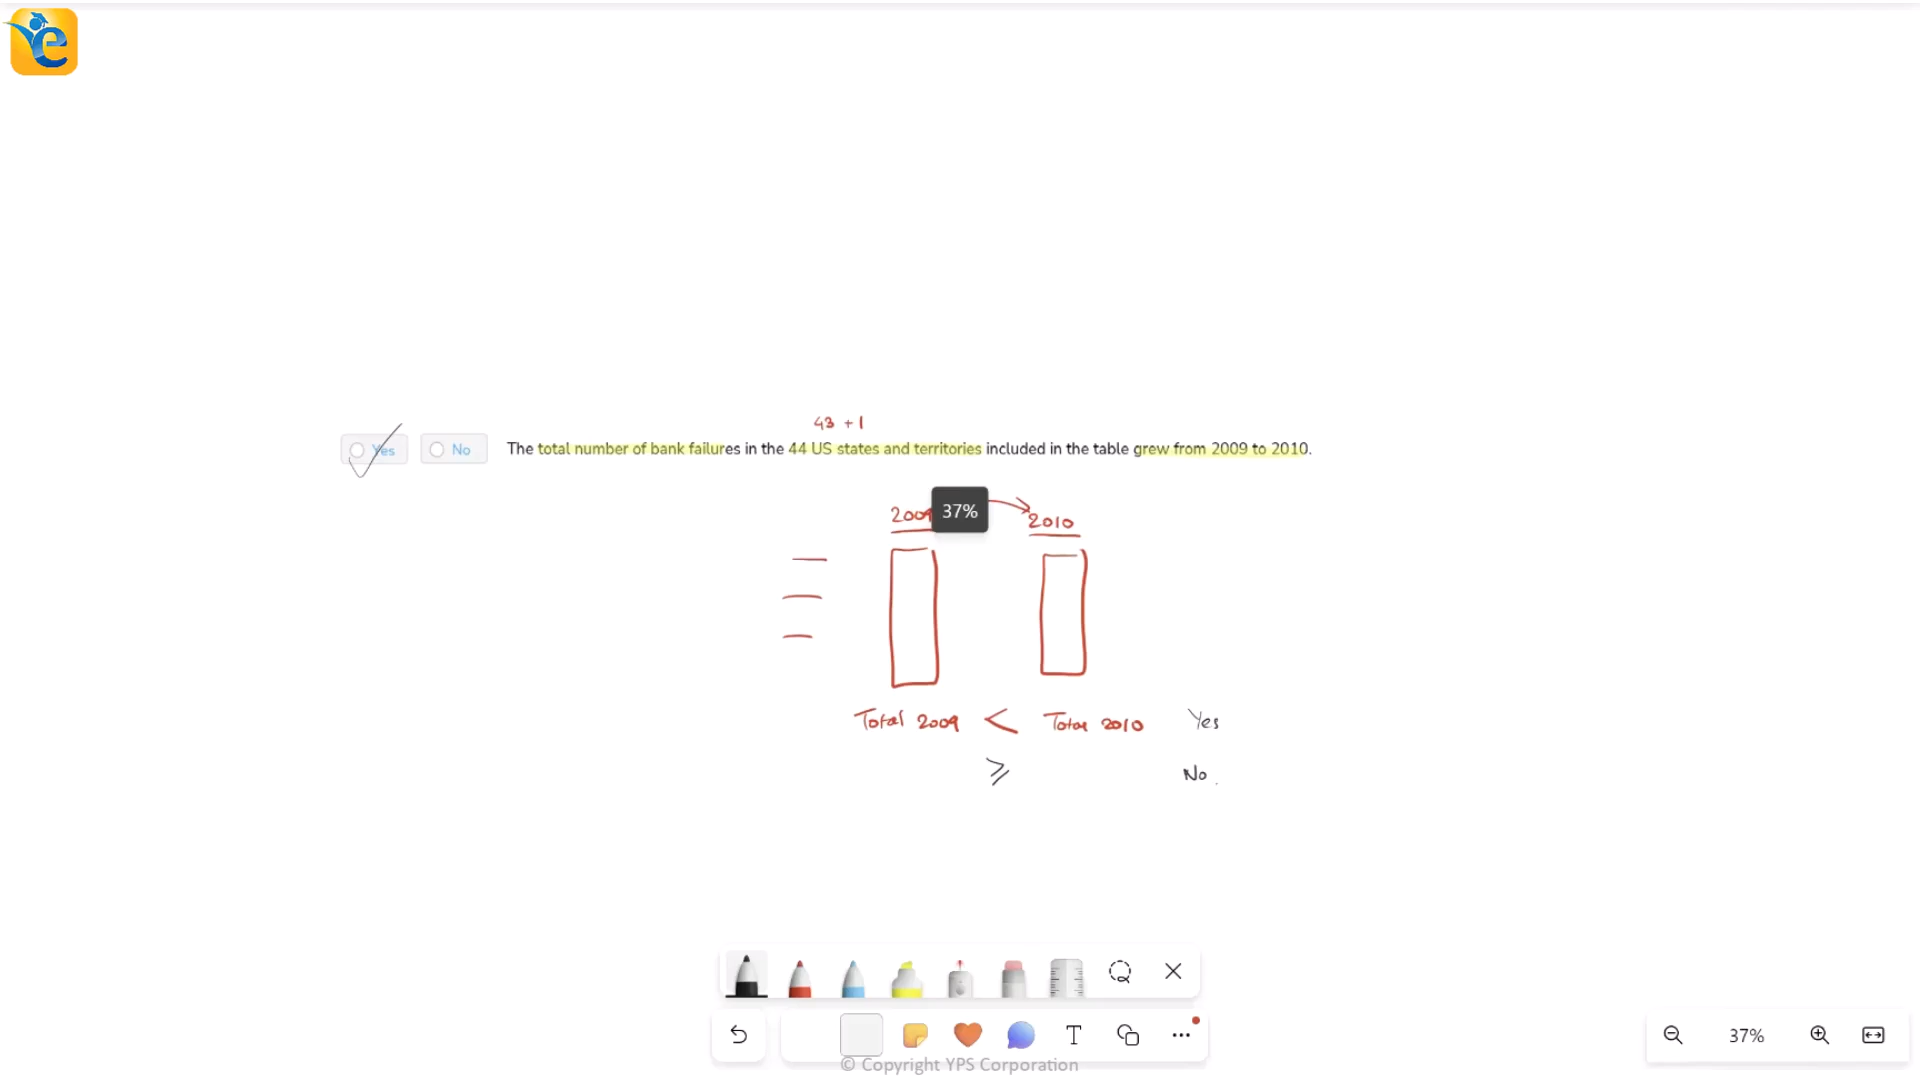 e
43 + 1
Yes No The total number of bank failures in the 44 US states and territories included in the table grew from 2009 to 2010.
2009 37% 2010
Total 2009 < Total 2010 Yes
≥ No.
T
37%
© Copyright YPS Corporation